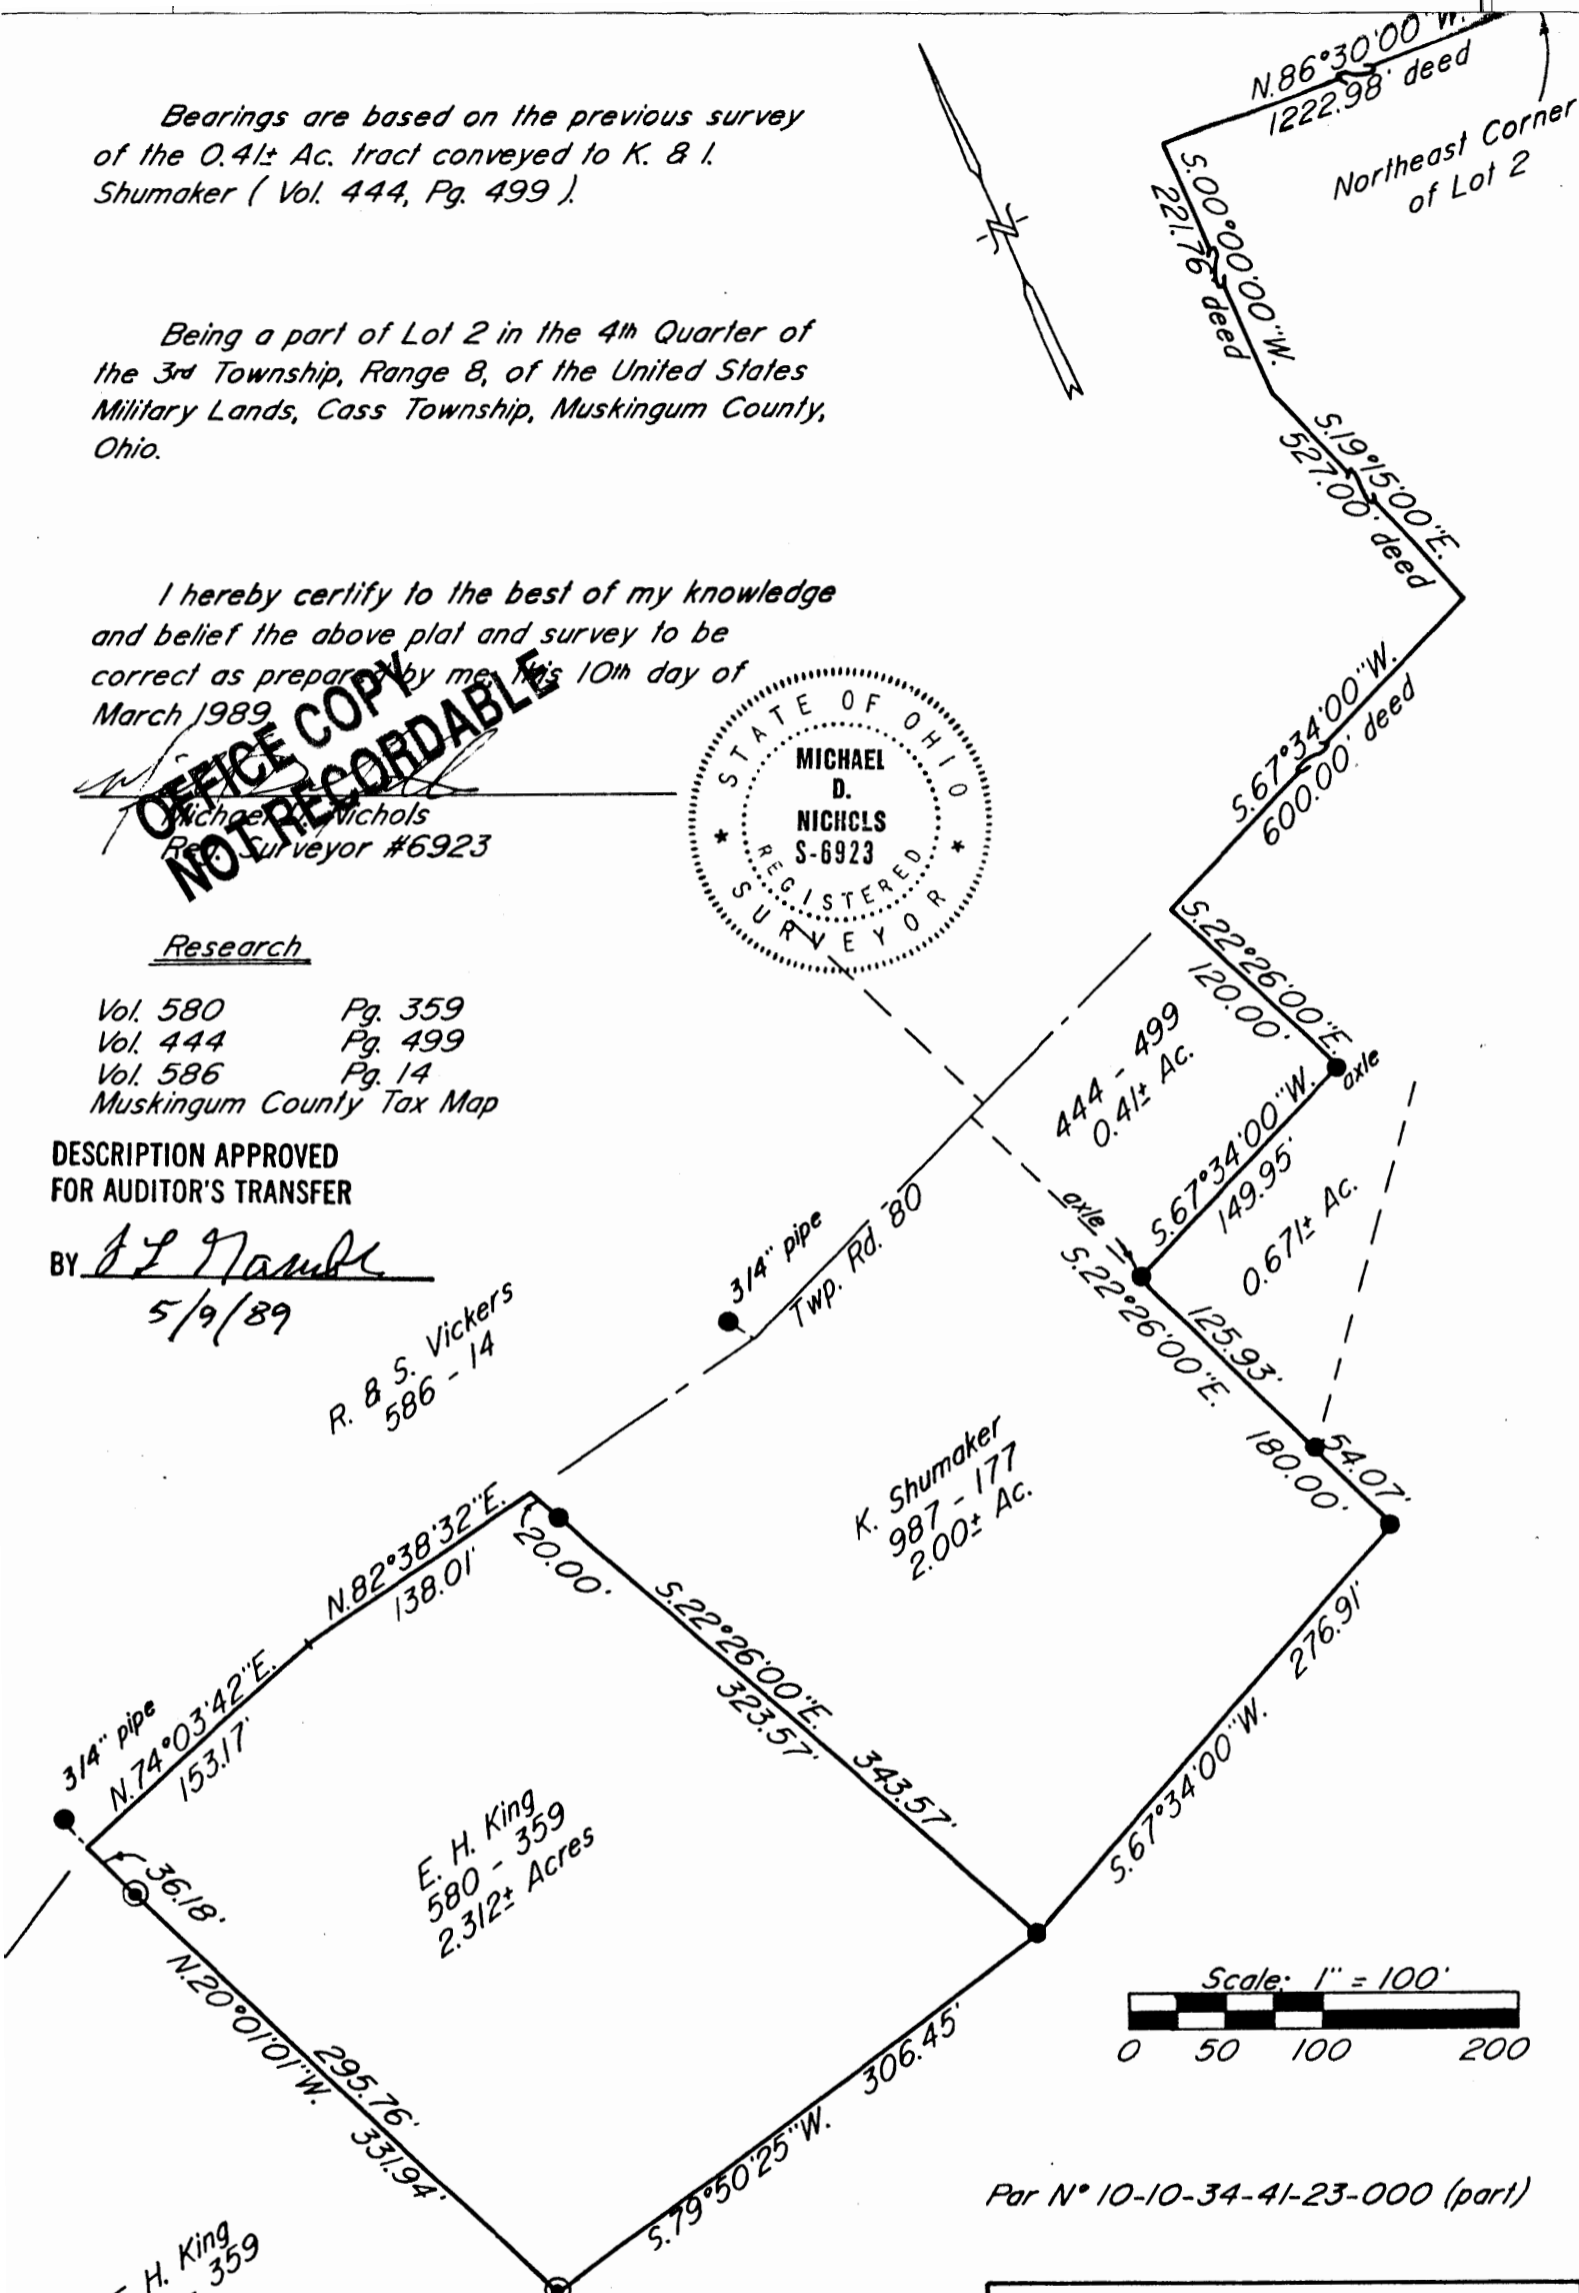 Bearings are based on the previous survey
of the 0.41± Ac. tract conveyed to K. & I.
Shumaker ( Vol. 444, Pg. 499 ).
Being a part of Lot 2 in the 4th Quarter of
the 3rd Township, Range 8, of the United States
Military Lands, Cass Township, Muskingum County,
Ohio.
I hereby certify to the best of my knowledge
and belief the above plat and survey to be
correct as prepared by me, this 10th day of
March 1989.
OFFICE COPY
NOT RECORDABLE
Michael D. Nichols
Reg. Surveyor #6923
STATE OF OHIO
MICHAEL
D.
NICHOLS
S-6923
REGISTERED
SURVEYOR
Research
Vol. 580 Pg. 359
Vol. 444 Pg. 499
Vol. 586 Pg. 14
Muskingum County Tax Map
DESCRIPTION APPROVED
FOR AUDITOR'S TRANSFER
BY
5/9/89
N
N.86°30'00"W.
1222.98' deed
Northeast Corner
of Lot 2
S.00°00'00"W.
221.76' deed
S.19°15'00"E.
527.00' deed
S.67°34'00"W.
600.00' deed
S.22°26'00"E.
120.00'
axle
444 - 499
0.41± Ac.
S.67°34'00"W.
149.95'
0.671± Ac.
axle
S.22°26'00"E.
125.93'
180.00'
54.07'
3/4" pipe
Twp. Rd. 80
R. & S. Vickers
586 - 14
K. Shumaker
987 - 177
2.00± Ac.
N.82°38'32"E.
138.01'
20.00'
S.22°26'00"E.
323.57'
343.57'
276.91'
S.67°34'00"W.
3/4" pipe
N.74°03'42"E.
153.17'
36.18'
E. H. King
580 - 359
2.312± Acres
N.20°01'01"W.
295.76'
331.94'
306.45'
S.79°50'25"W.
Scale: 1" = 100'
0 50 100 200
Par Nº 10-10-34-41-23-000 (part)
H. King
359